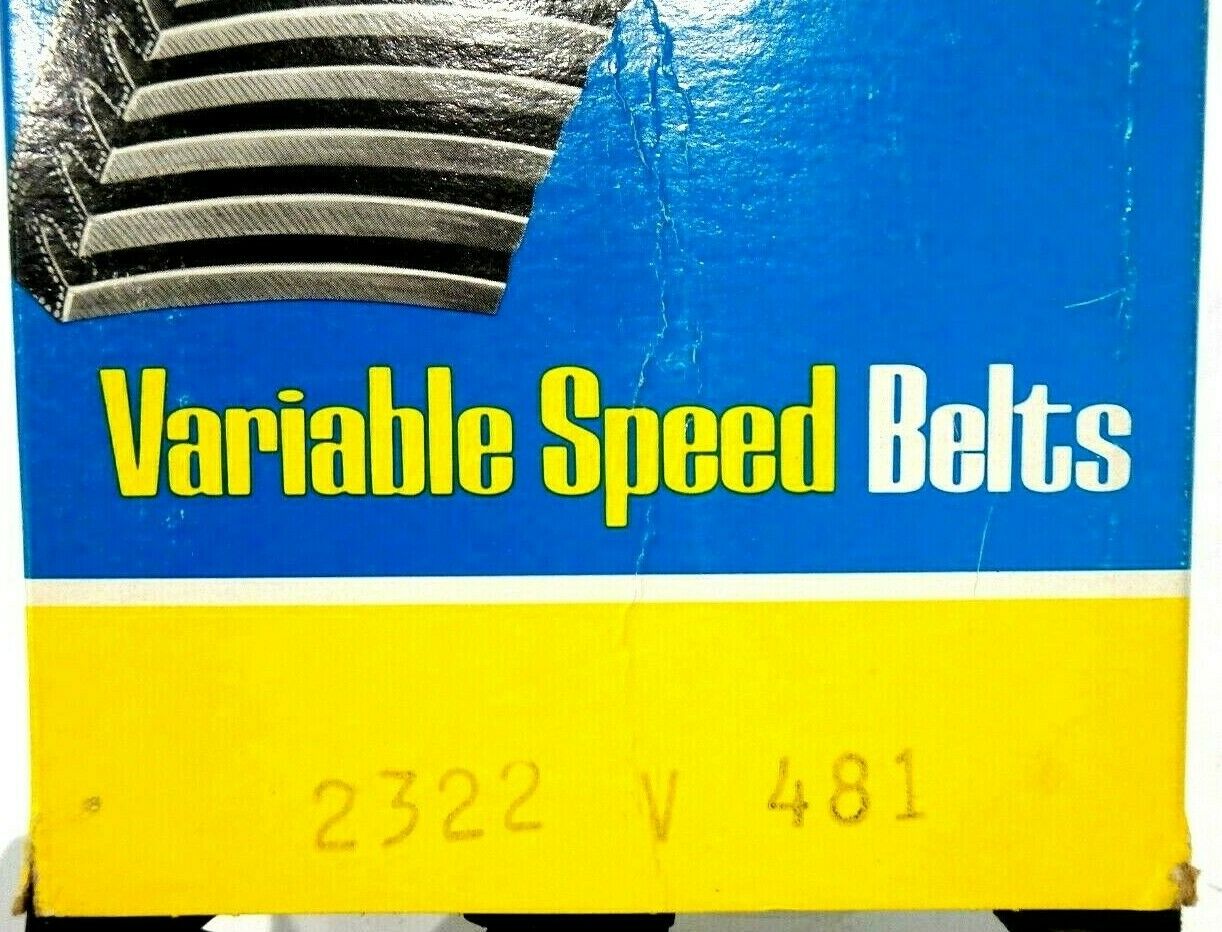 Variable Speed Belts
2322 V 481